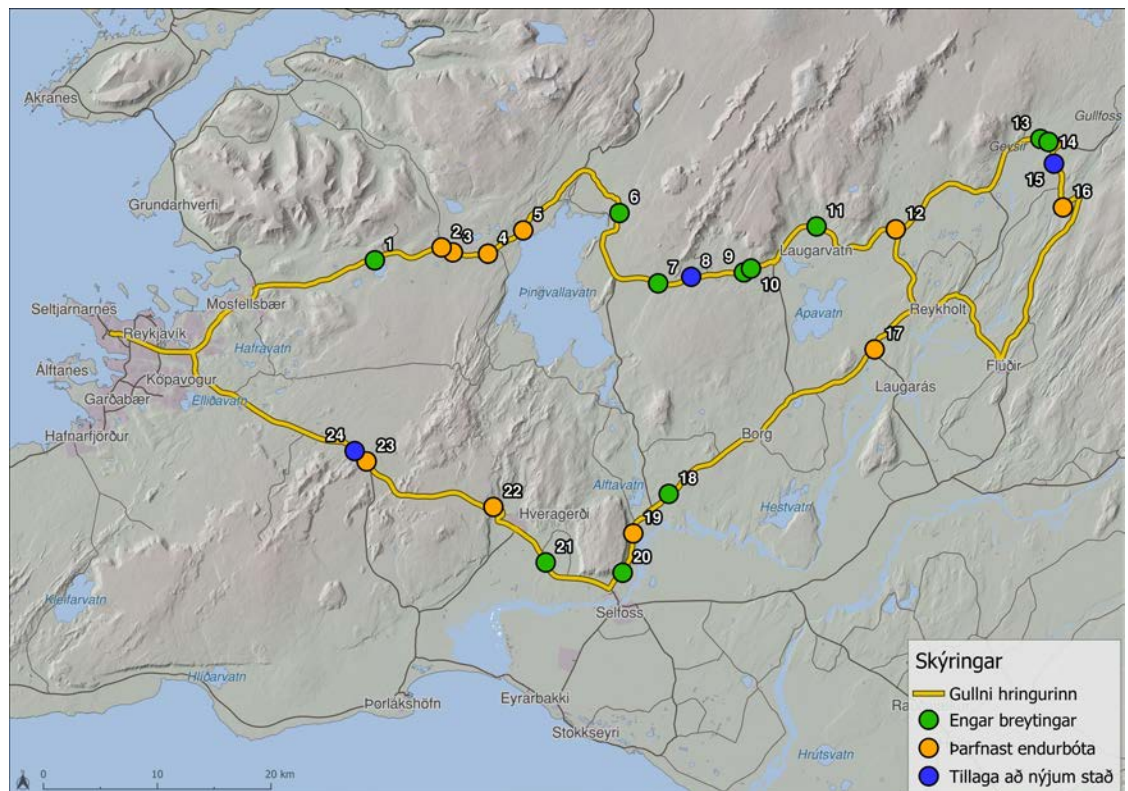 Akranes
Grundarhverfi
Mosfellsbær
Seltjarnarnes
Reykjavík
Álftanes
Kópavogur
Garðabær
Hafnarfjörður
Hafravatn
Elliðavatn
Þingvallavatn
Laugarvatn
Apavatn
Geysir
Gullfoss
Reykholt
Flúðir
Laugarás
Borg
Hestvatn
Álftavatn
Hveragerði
Selfoss
Kleifarvatn
Hlíðarvatn
Þorlákshöfn
Eyrarbakki
Stokkseyri
Hrútsvatn
1
2
3
4
5
6
7
8
9
10
11
12
13
14
15
16
17
18
19
20
21
22
23
24
Skýringar
Gullni hringurinn
Engar breytingar
Þarfnast endurbóta
Tillaga að nýjum stað
0 10 20 km